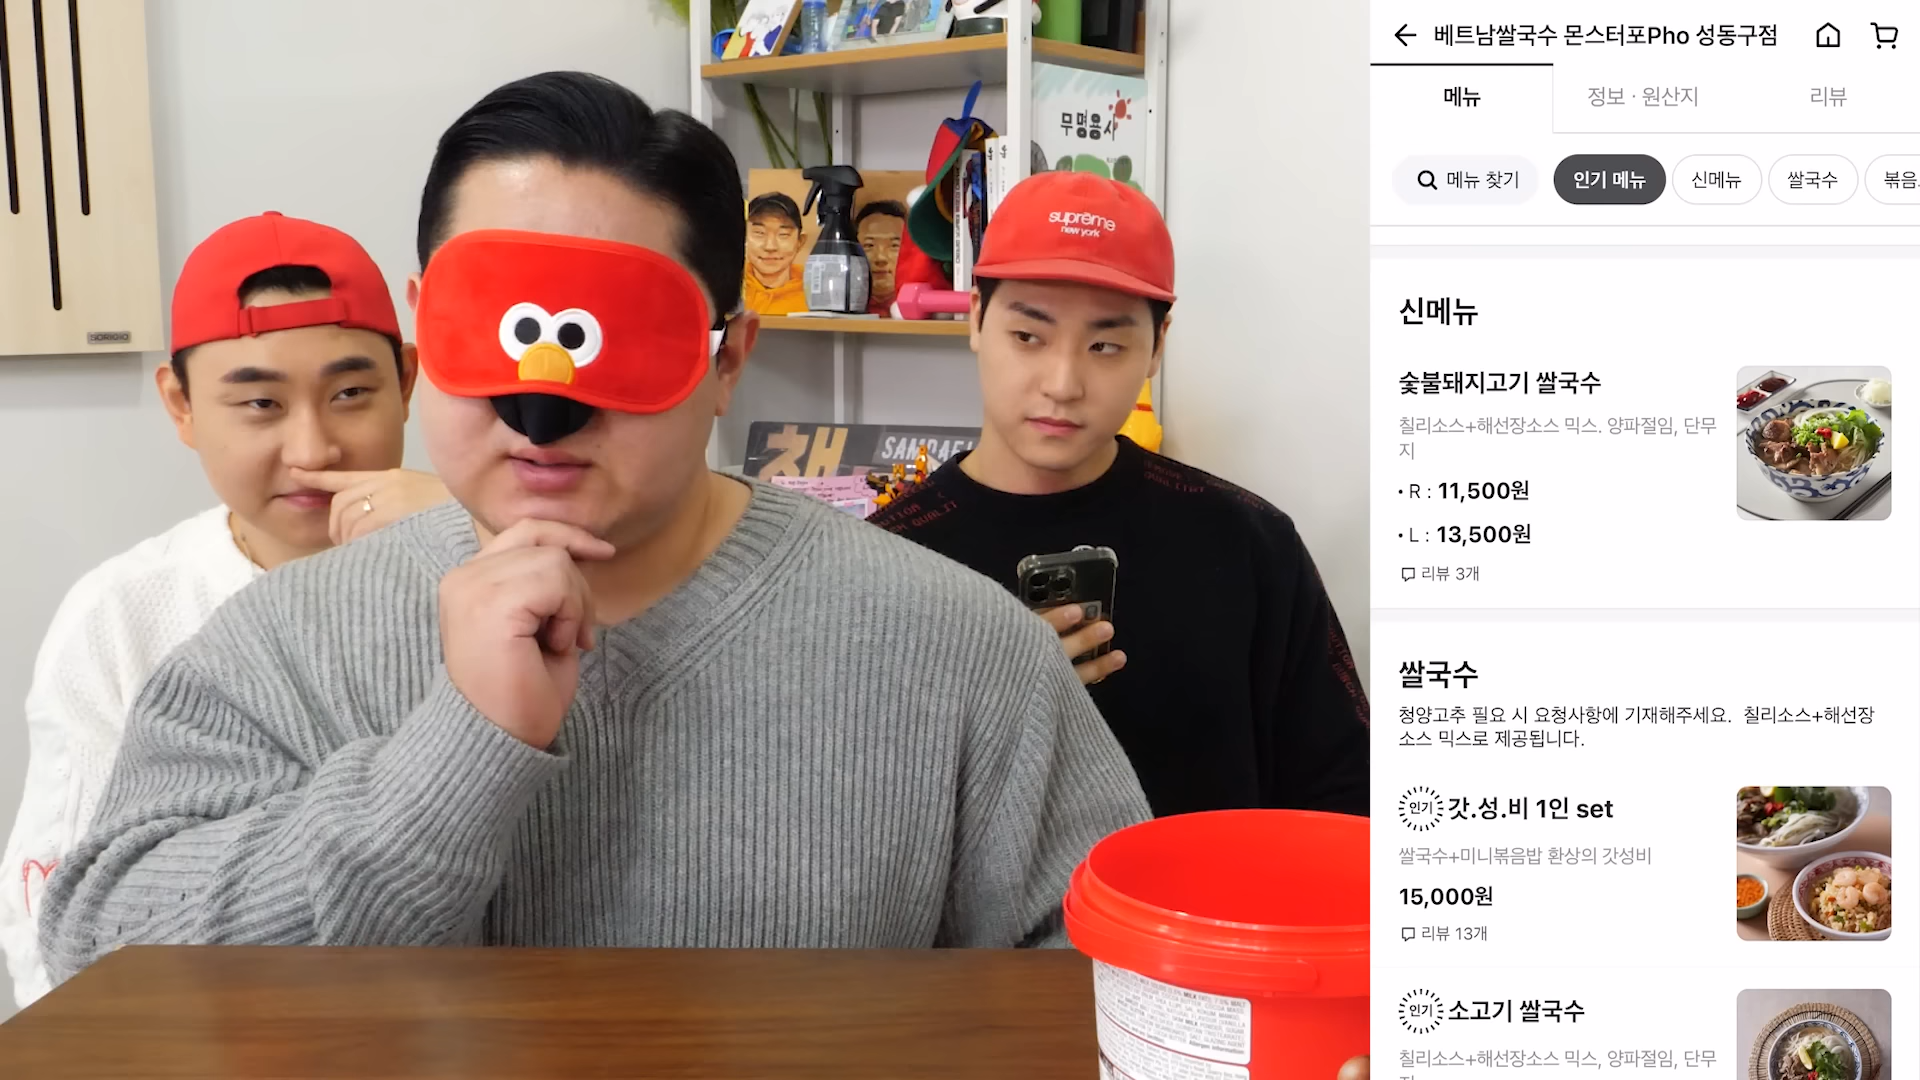 SORIGIO
무명용사
suprēme
new york
책
베트남쌀국수 몬스터포Pho 성동구점
메뉴
정보 · 원산지
리뷰
메뉴 찾기
인기 메뉴
신메뉴
쌀국수
볶음
신메뉴
숯불돼지고기 쌀국수
칠리소스+해선장소스 믹스. 양파절임, 단무
지
• R : 11,500원
• L : 13,500원
리뷰 3개
쌀국수
청양고추 필요 시 요청사항에 기재해주세요. 칠리소스+해선장
소스 믹스로 제공됩니다.
인기 갓.성.비 1인 set
쌀국수+미니볶음밥 환상의 갓성비
15,000원
리뷰 13개
인기 소고기 쌀국수
칠리소스+해선장소스 믹스, 양파절임, 단무